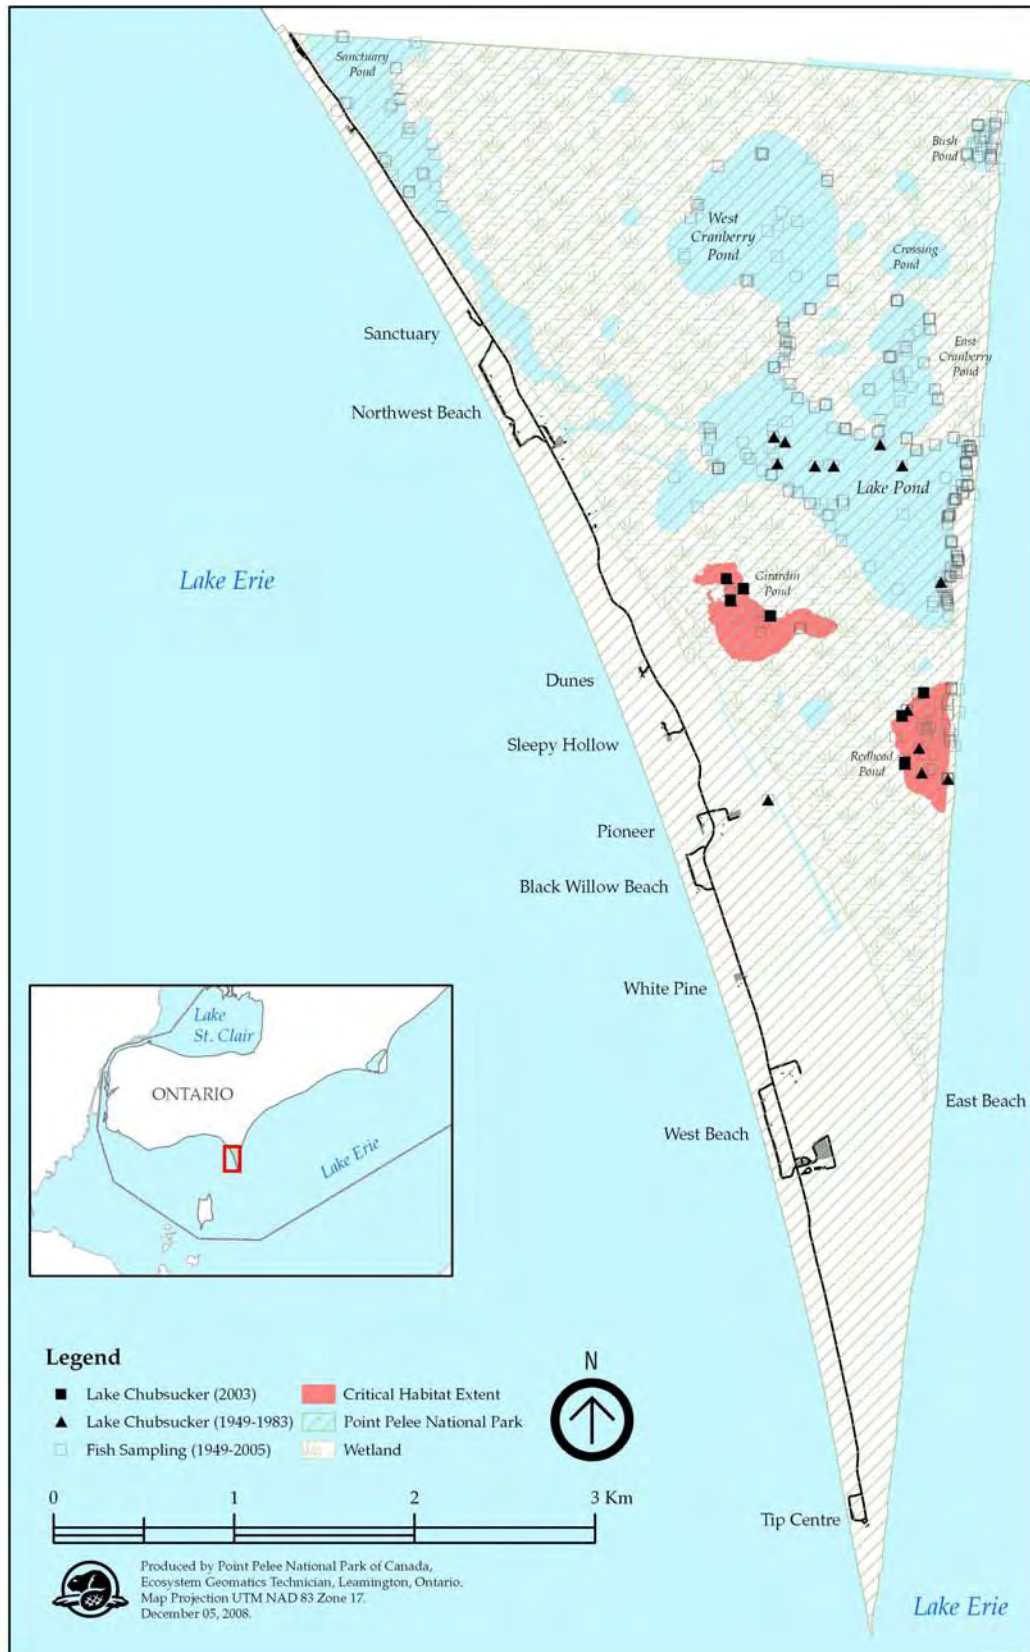 Sanctuary
Pond
Bush
Pond
West
Cranberry
Pond
Crossing
Pond
Sanctuary
East
Cranberry
Pond
Northwest Beach
Lake Pond
Lake Erie
Girardin
Pond
Dunes
Sleepy Hollow
Redhead
Pond
Pioneer
Black Willow Beach
White Pine
Lake
St. Clair
ONTARIO
Lake Erie
East Beach
West Beach
Legend
Lake Chubsucker (2003)
Lake Chubsucker (1949-1983)
Fish Sampling (1949-2005)
Critical Habitat Extent
Point Pelee National Park
Wetland
N
0 1 2 3 Km
Tip Centre
Produced by Point Pelee National Park of Canada,
Ecosystem Geomatics Technician, Leamington, Ontario.
Map Projection UTM NAD 83 Zone 17.
December 05, 2008.
Lake Erie